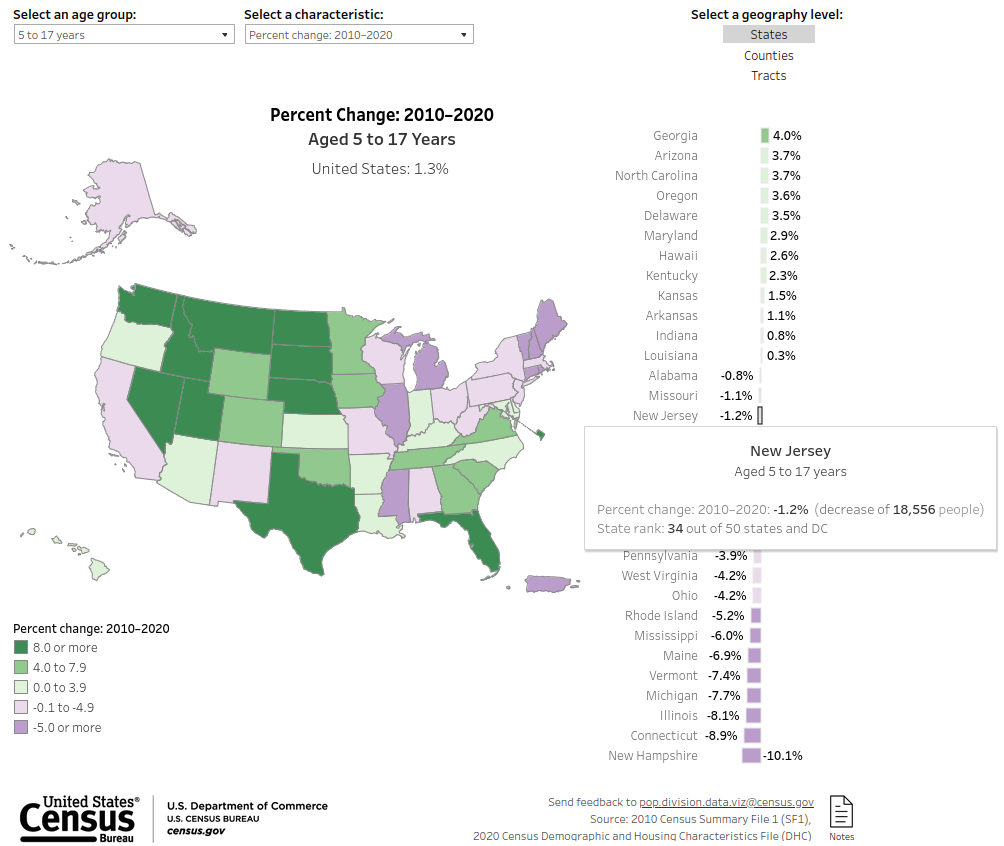 Select an age group:
5 to 17 years
Select a characteristic:
Percent change: 2010–2020
Select a geography level:
States
Counties
Tracts
Percent Change: 2010–2020
Aged 5 to 17 Years
United States: 1.3%
Georgia 4.0%
Arizona 3.7%
North Carolina 3.7%
Oregon 3.6%
Delaware 3.5%
Maryland 2.9%
Hawaii 2.6%
Kentucky 2.3%
Kansas 1.5%
Arkansas 1.1%
Indiana 0.8%
Louisiana 0.3%
Alabama -0.8%
Missouri -1.1%
New Jersey -1.2%
New Jersey
Aged 5 to 17 years
Percent change: 2010–2020: -1.2% (decrease of 18,556 people)
State rank: 34 out of 50 states and DC
Pennsylvania -3.9%
West Virginia -4.2%
Ohio -4.2%
Rhode Island -5.2%
Mississippi -6.0%
Maine -6.9%
Vermont -7.4%
Michigan -7.7%
Illinois -8.1%
Connecticut -8.9%
New Hampshire -10.1%
Percent change: 2010–2020
8.0 or more
4.0 to 7.9
0.0 to 3.9
-0.1 to -4.9
-5.0 or more
United States®
Census
Bureau
U.S. Department of Commerce
U.S. CENSUS BUREAU
census.gov
Send feedback to pop.division.data.viz@census.gov
Source: 2010 Census Summary File 1 (SF1),
2020 Census Demographic and Housing Characteristics File (DHC)
Notes